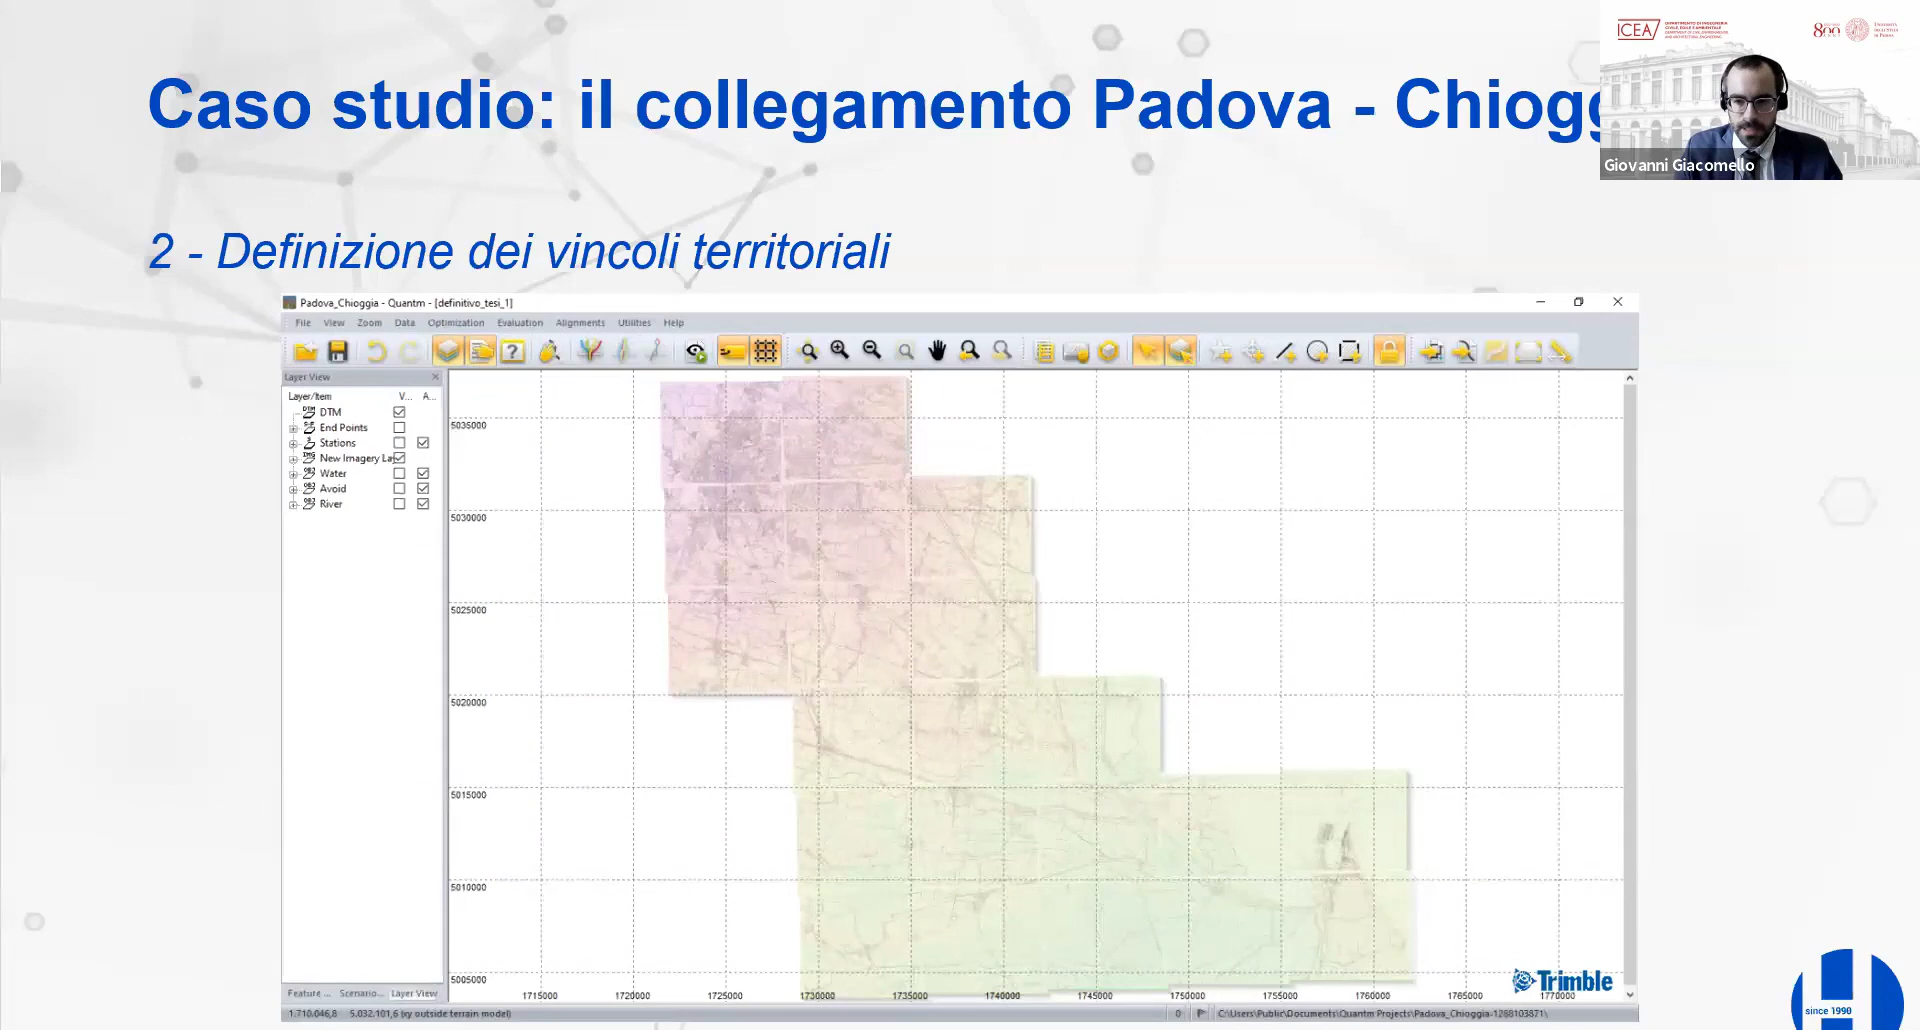 Caso studio: il collegamento Padova - Chiogg
ICEA
800
Giovanni Giacomello
2 - Definizione dei vincoli territoriali
Padova_Chioggia - Quantm - [definitivo_tesi_1]
File View Zoom Data Optimization Evaluation Alignments Utilities Help
Layer View
Layer/Item V... A...
DTM
End Points
Stations
New Imagery La
Water
Avoid
River
5035000
5030000
5025000
5020000
5015000
5010000
5005000
1715000 1720000 1725000 1730000 1735000 1740000 1745000 1750000 1755000 1760000 1765000 1770000
Trimble
Feature ... Scenario... Layer View
1.710.046,8 5.032.101,6 (xy outside terrain model) 0 C:\Users\Public\Documents\Quantm Projects\Padova_Chioggia-1288103871\
since 1990